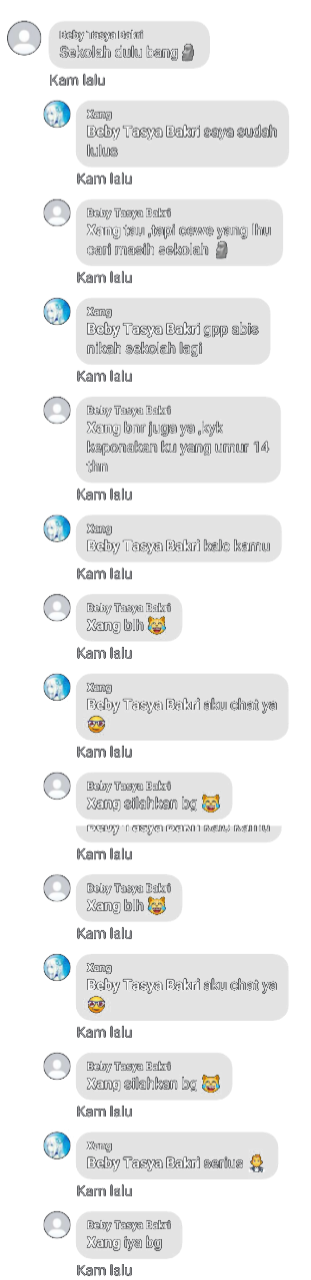 Beby Tasya Bakri
Sekolah dulu bang 🗿
Kam lalu
Xang
Beby Tasya Bakri saya sudah
lulus
Kam lalu
Beby Tasya Bakri
Xang tau ,tapi cewe yang lhu
cari masih sekolah 🗿
Kam lalu
Xang
Beby Tasya Bakri gpp abis
nikah sekolah lagi
Kam lalu
Beby Tasya Bakri
Xang bnr juga ya ,kyk
keponakan ku yang umur 14
thn
Kam lalu
Xang
Beby Tasya Bakri kalo kamu
Kam lalu
Beby Tasya Bakri
Xang blh 😹
Kam lalu
Xang
Beby Tasya Bakri aku chat ya
🤓
Kam lalu
Beby Tasya Bakri
Xang silahkan bg 😹
Beby Tasya Bakri kalo kamu
Kam lalu
Beby Tasya Bakri
Xang blh 😹
Kam lalu
Xang
Beby Tasya Bakri aku chat ya
🤓
Kam lalu
Beby Tasya Bakri
Xang silahkan bg 😹
Kam lalu
Xang
Beby Tasya Bakri serius 🤵
Kam lalu
Beby Tasya Bakri
Xang iya bg
Kam lalu